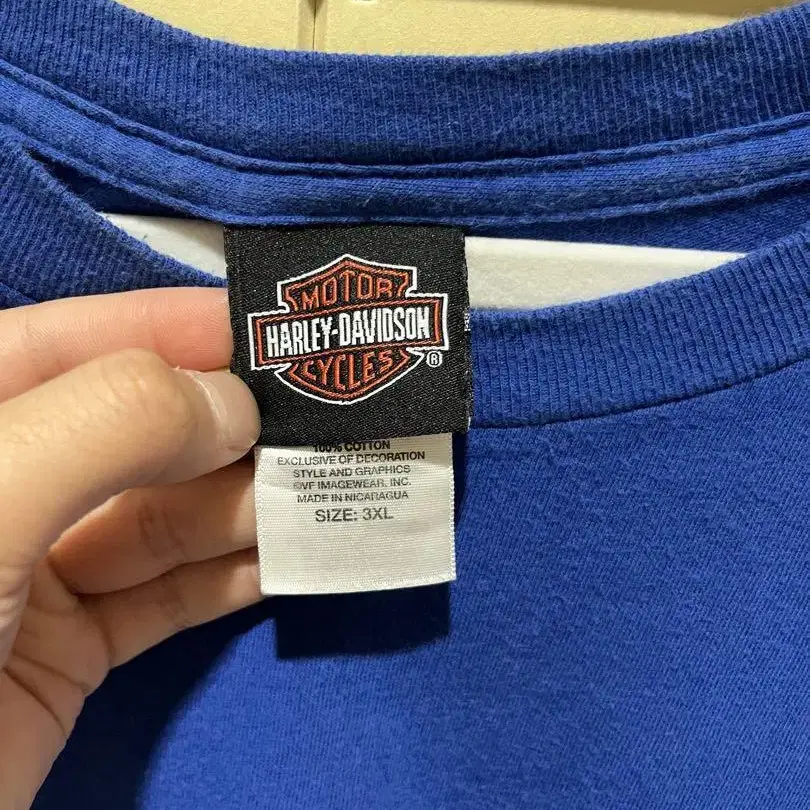 MOTOR
HARLEY-DAVIDSON
CYCLES
®
100% COTTON
EXCLUSIVE OF DECORATION
STYLE AND GRAPHICS
©VF IMAGEWEAR, INC.
MADE IN NICARAGUA
SIZE: 3XL